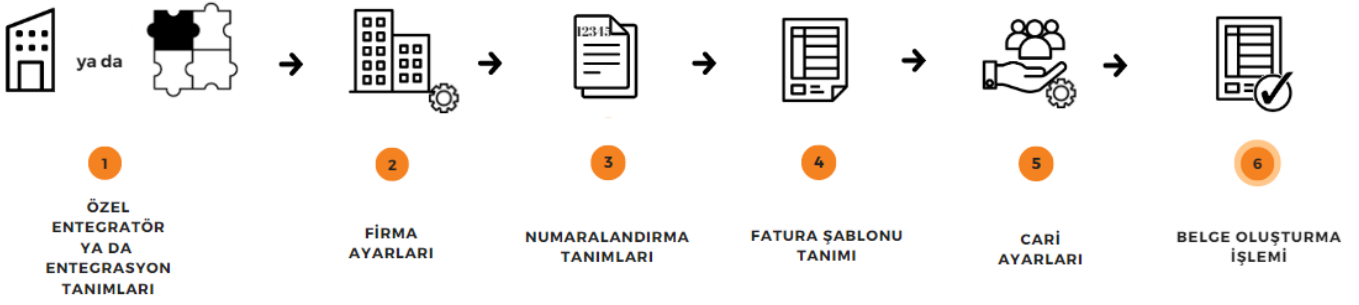 ya da
12345
1
ÖZEL
ENTEGRATÖR
YA DA
ENTEGRASYON
TANIMLARI
2
FİRMA
AYARLARI
3
NUMARALANDIRMA
TANIMLARI
4
FATURA ŞABLONU
TANIMI
5
CARİ
AYARLARI
6
BELGE OLUŞTURMA
İŞLEMİ